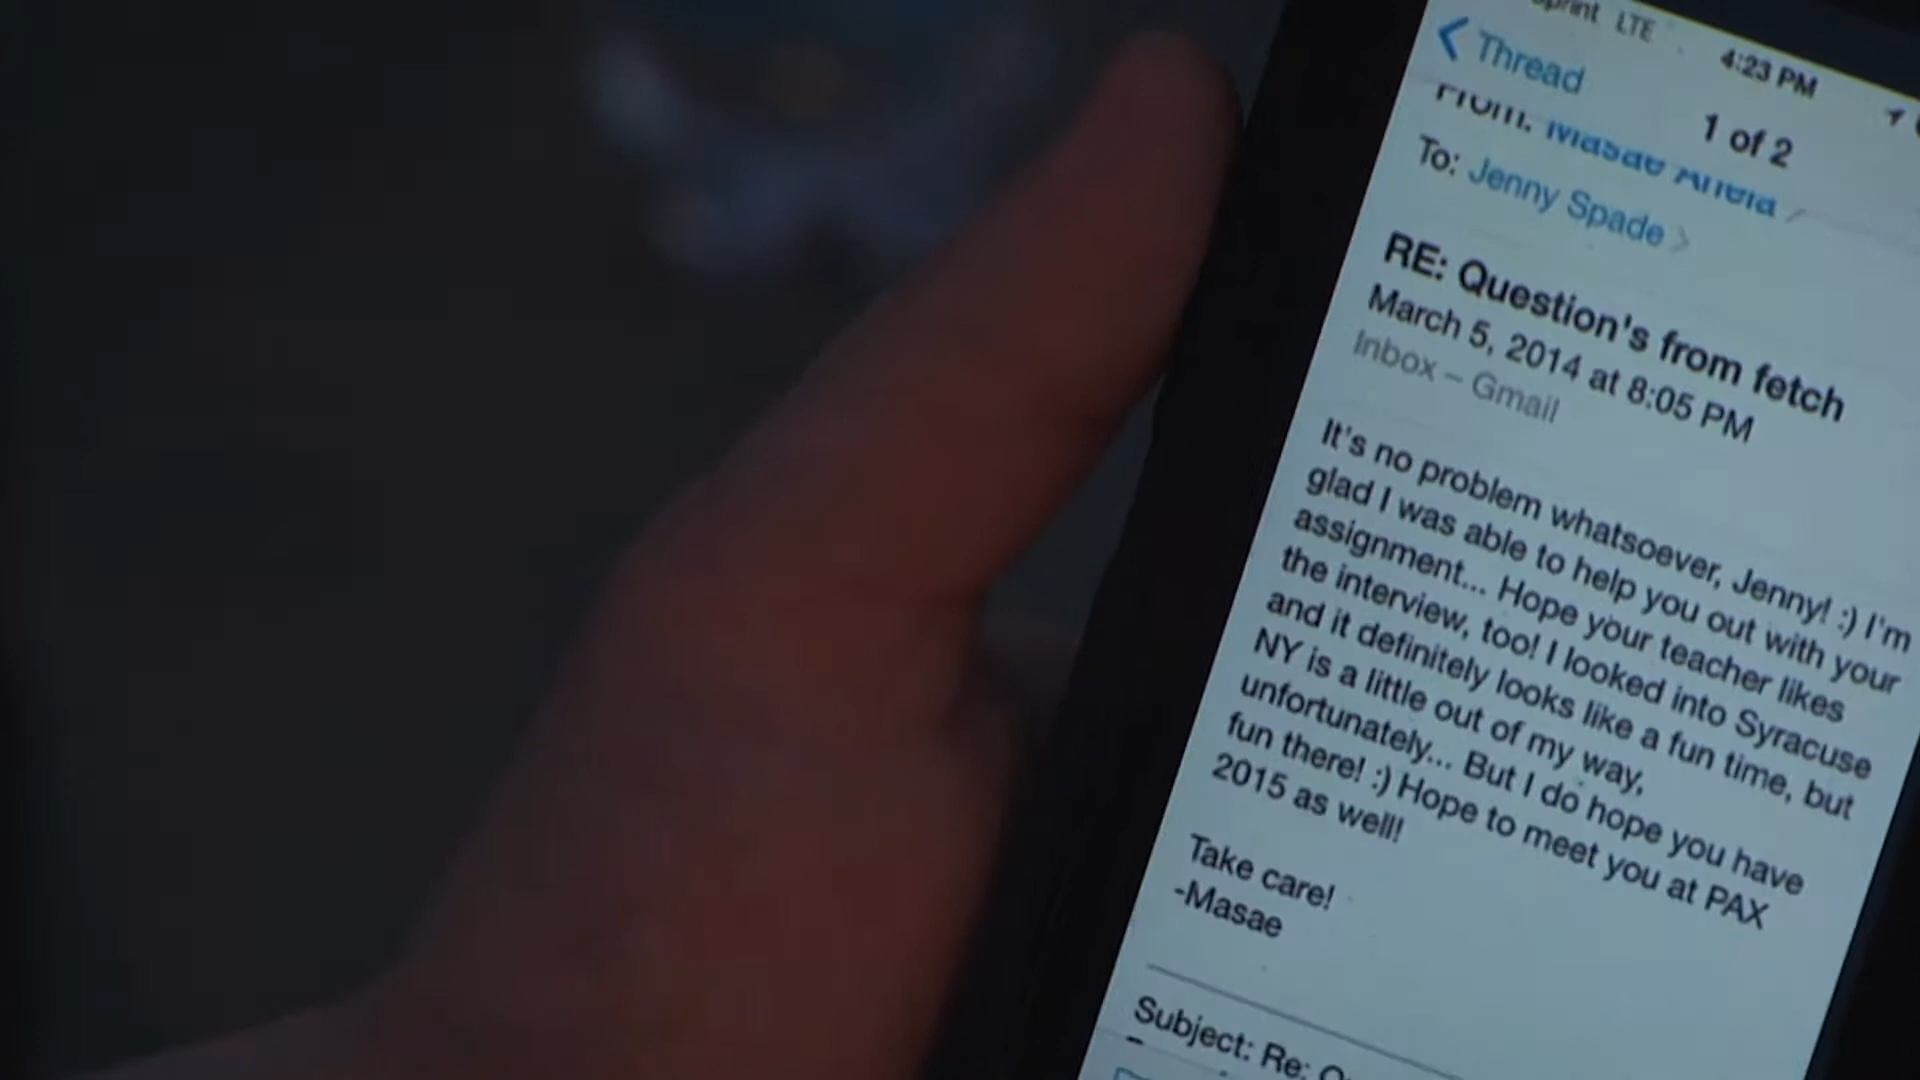 Sprint LTE 4:23 PM
Thread
1 of 2
From: Masae
To: Jenny Spade
RE: Question's from fetch
March 5, 2014 at 8:05 PM
Inbox – Gmail
It's no problem whatsoever, Jenny! :) I'm
glad I was able to help you out with your
assignment... Hope your teacher likes
the interview, too! I looked into Syracuse
and it definitely looks like a fun time, but
NY is a little out of my way,
unfortunately... But I do hope you have
fun there! :) Hope to meet you at PAX
2015 as well!
Take care!
-Masae
Subject: Re: